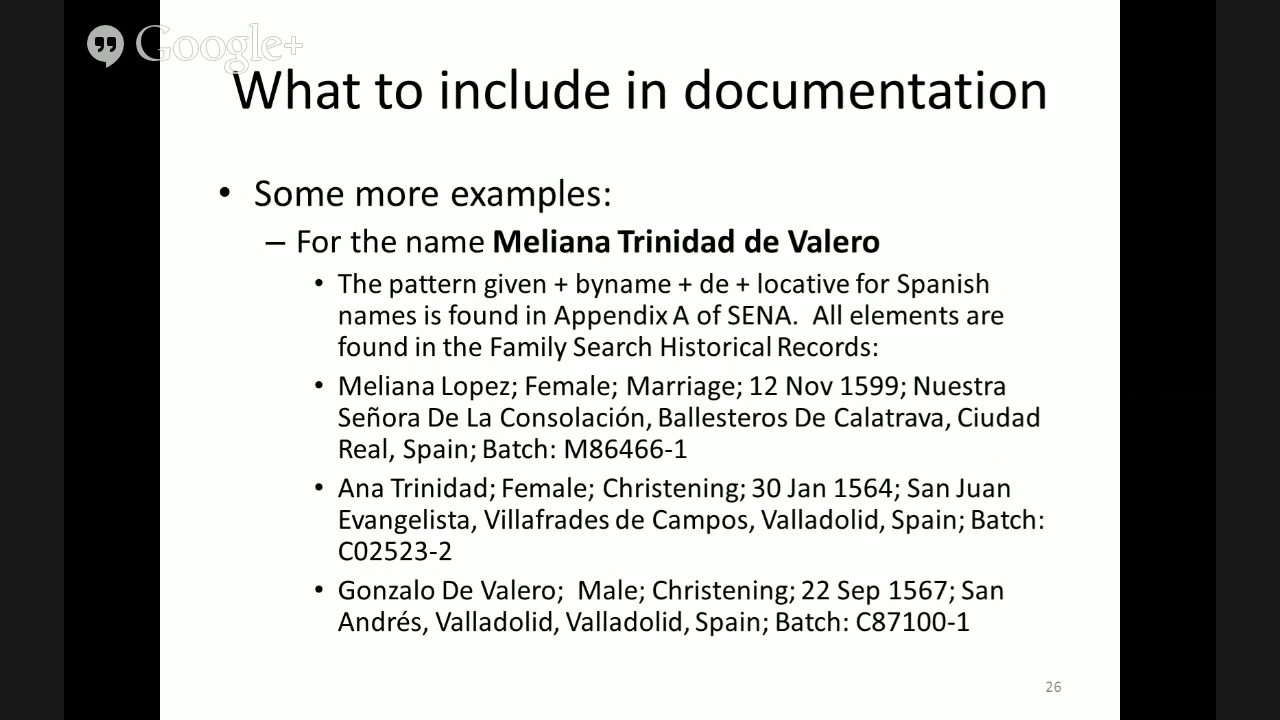 Google+
What to include in documentation
• Some more examples:
– For the name Meliana Trinidad de Valero
• The pattern given + byname + de + locative for Spanish
names is found in Appendix A of SENA.  All elements are
found in the Family Search Historical Records:
• Meliana Lopez; Female; Marriage; 12 Nov 1599; Nuestra
Señora De La Consolación, Ballesteros De Calatrava, Ciudad
Real, Spain; Batch: M86466-1
• Ana Trinidad; Female; Christening; 30 Jan 1564; San Juan
Evangelista, Villafrades de Campos, Valladolid, Spain; Batch:
C02523-2
• Gonzalo De Valero;  Male; Christening; 22 Sep 1567; San
Andrés, Valladolid, Valladolid, Spain; Batch: C87100-1
26